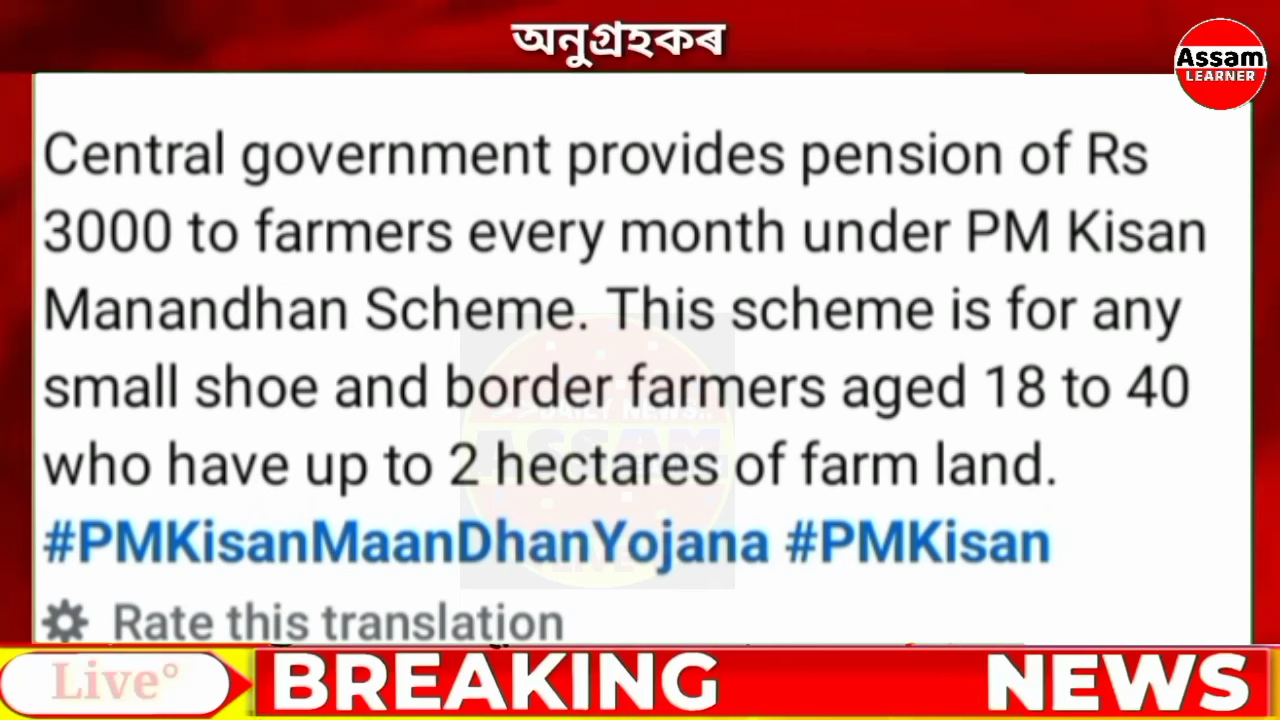 অনুগ্ৰহকৰ
Assam
LEARNER
Central government provides pension of Rs
3000 to farmers every month under PM Kisan
Manandhan Scheme. This scheme is for any
small shoe and border farmers aged 18 to 40
who have up to 2 hectares of farm land.
#PMKisanMaanDhanYojana #PMKisan
Rate this translation
Live°
BREAKING NEWS